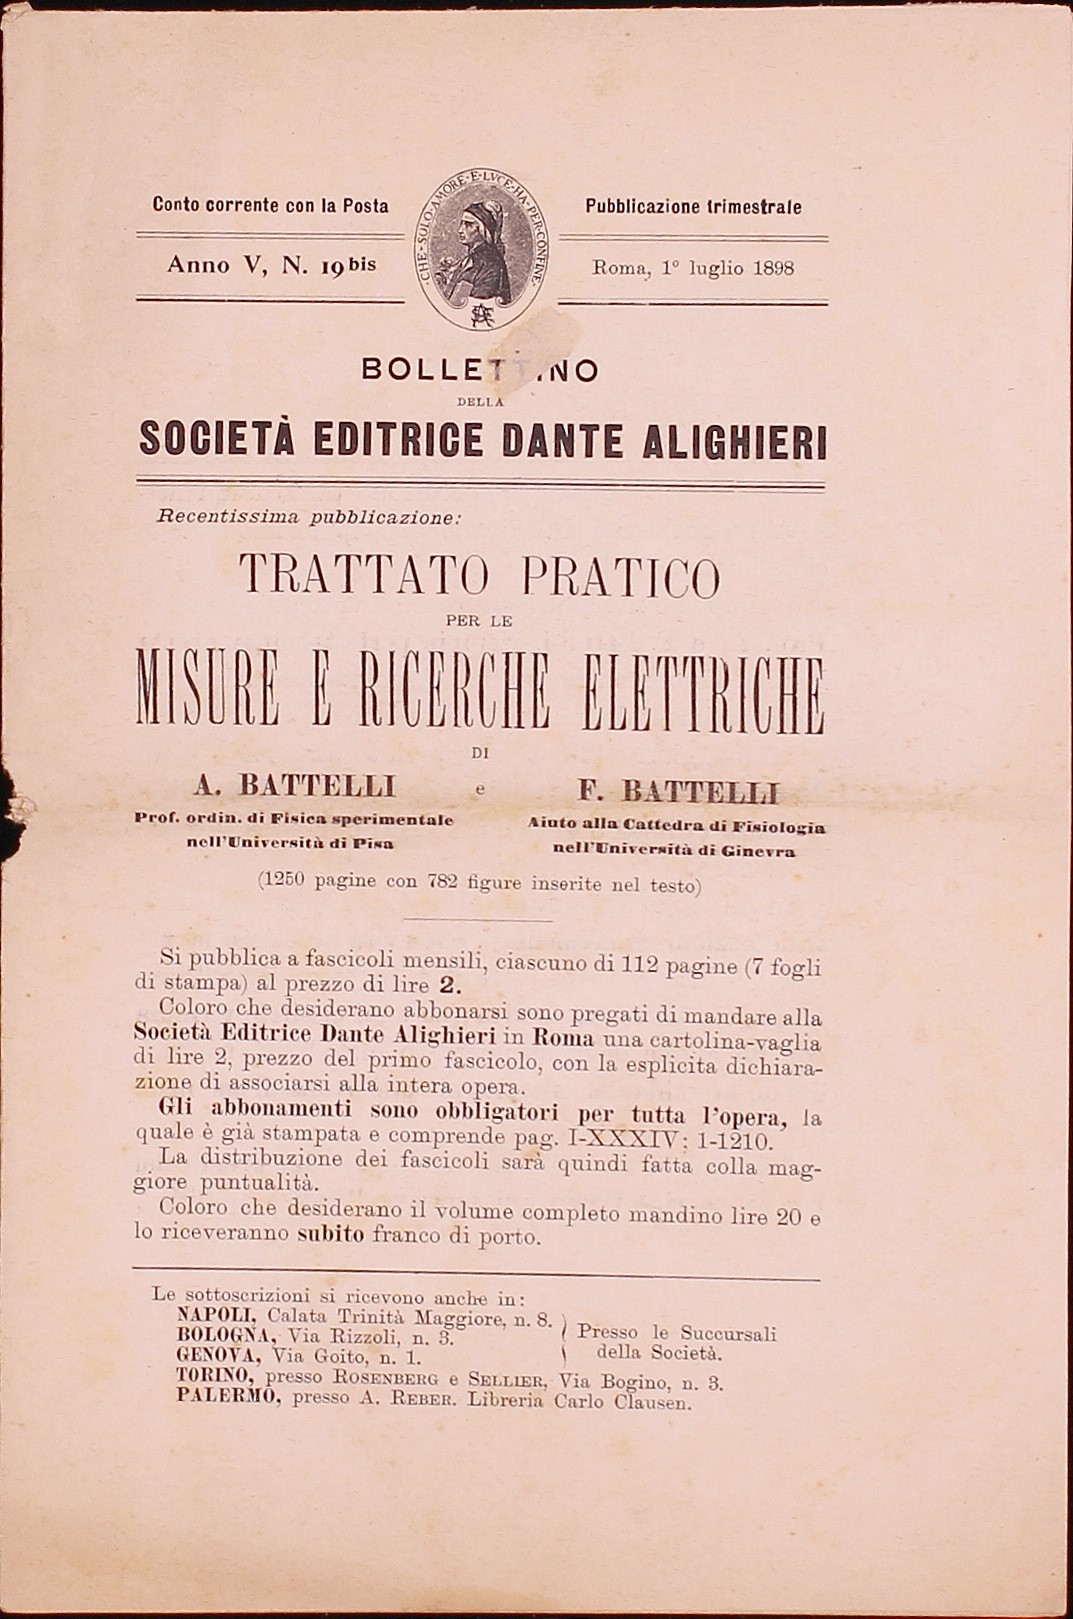 Conto corrente con la Posta
Anno V, N. 19 bis
CHE·SOLO·AMORE·E·LVCE·HA·PER·CONFINE
Pubblicazione trimestrale
Roma, 1° luglio 1898
BOLLETTINO
DELLA
SOCIETÀ EDITRICE DANTE ALIGHIERI
Recentissima pubblicazione:
TRATTATO PRATICO
PER LE
MISURE E RICERCHE ELETTRICHE
DI
A. BATTELLI e F. BATTELLI
Prof. ordin. di Fisica sperimentale
nell'Università di Pisa
Aiuto alla Cattedra di Fisiologia
nell'Università di Ginevra
(1250 pagine con 782 figure inserite nel testo)
Si pubblica a fascicoli mensili, ciascuno di 112 pagine (7 fogli
di stampa) al prezzo di lire 2.
Coloro che desiderano abbonarsi sono pregati di mandare alla
Società Editrice Dante Alighieri in Roma una cartolina-vaglia
di lire 2, prezzo del primo fascicolo, con la esplicita dichiara-
zione di associarsi alla intera opera.
Gli abbonamenti sono obbligatori per tutta l'opera, la
quale è già stampata e comprende pag. I-XXXIV: 1-1210.
La distribuzione dei fascicoli sarà quindi fatta colla mag-
giore puntualità.
Coloro che desiderano il volume completo mandino lire 20 e
lo riceveranno subito franco di porto.
Le sottoscrizioni si ricevono anche in:
NAPOLI, Calata Trinità Maggiore, n. 8.
BOLOGNA, Via Rizzoli, n. 3.
GENOVA, Via Goito, n. 1.
Presso le Succursali
della Società.
TORINO, presso ROSENBERG e SELLIER, Via Bogino, n. 3.
PALERMO, presso A. REBER. Libreria Carlo Clausen.